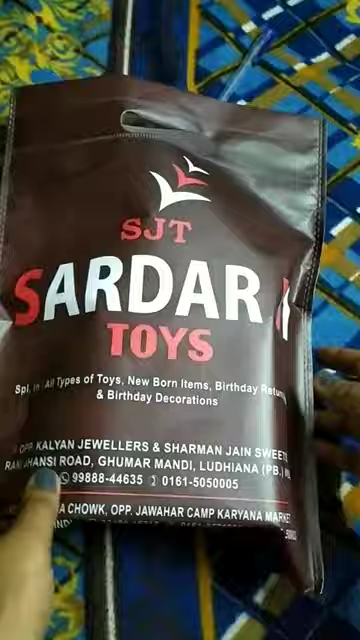 SJT
SARDAR
TOYS
Spl. in : All Types of Toys, New Born Items, Birthday Return
& Birthday Decorations
OPP. KALYAN JEWELLERS & SHARMAN JAIN SWEETS,
RANI JHANSI ROAD, GHUMAR MANDI, LUDHIANA (PB.)
99888-44635 0161-5050005
CHOWK, OPP. JAWAHAR CAMP KARYANA MARKET